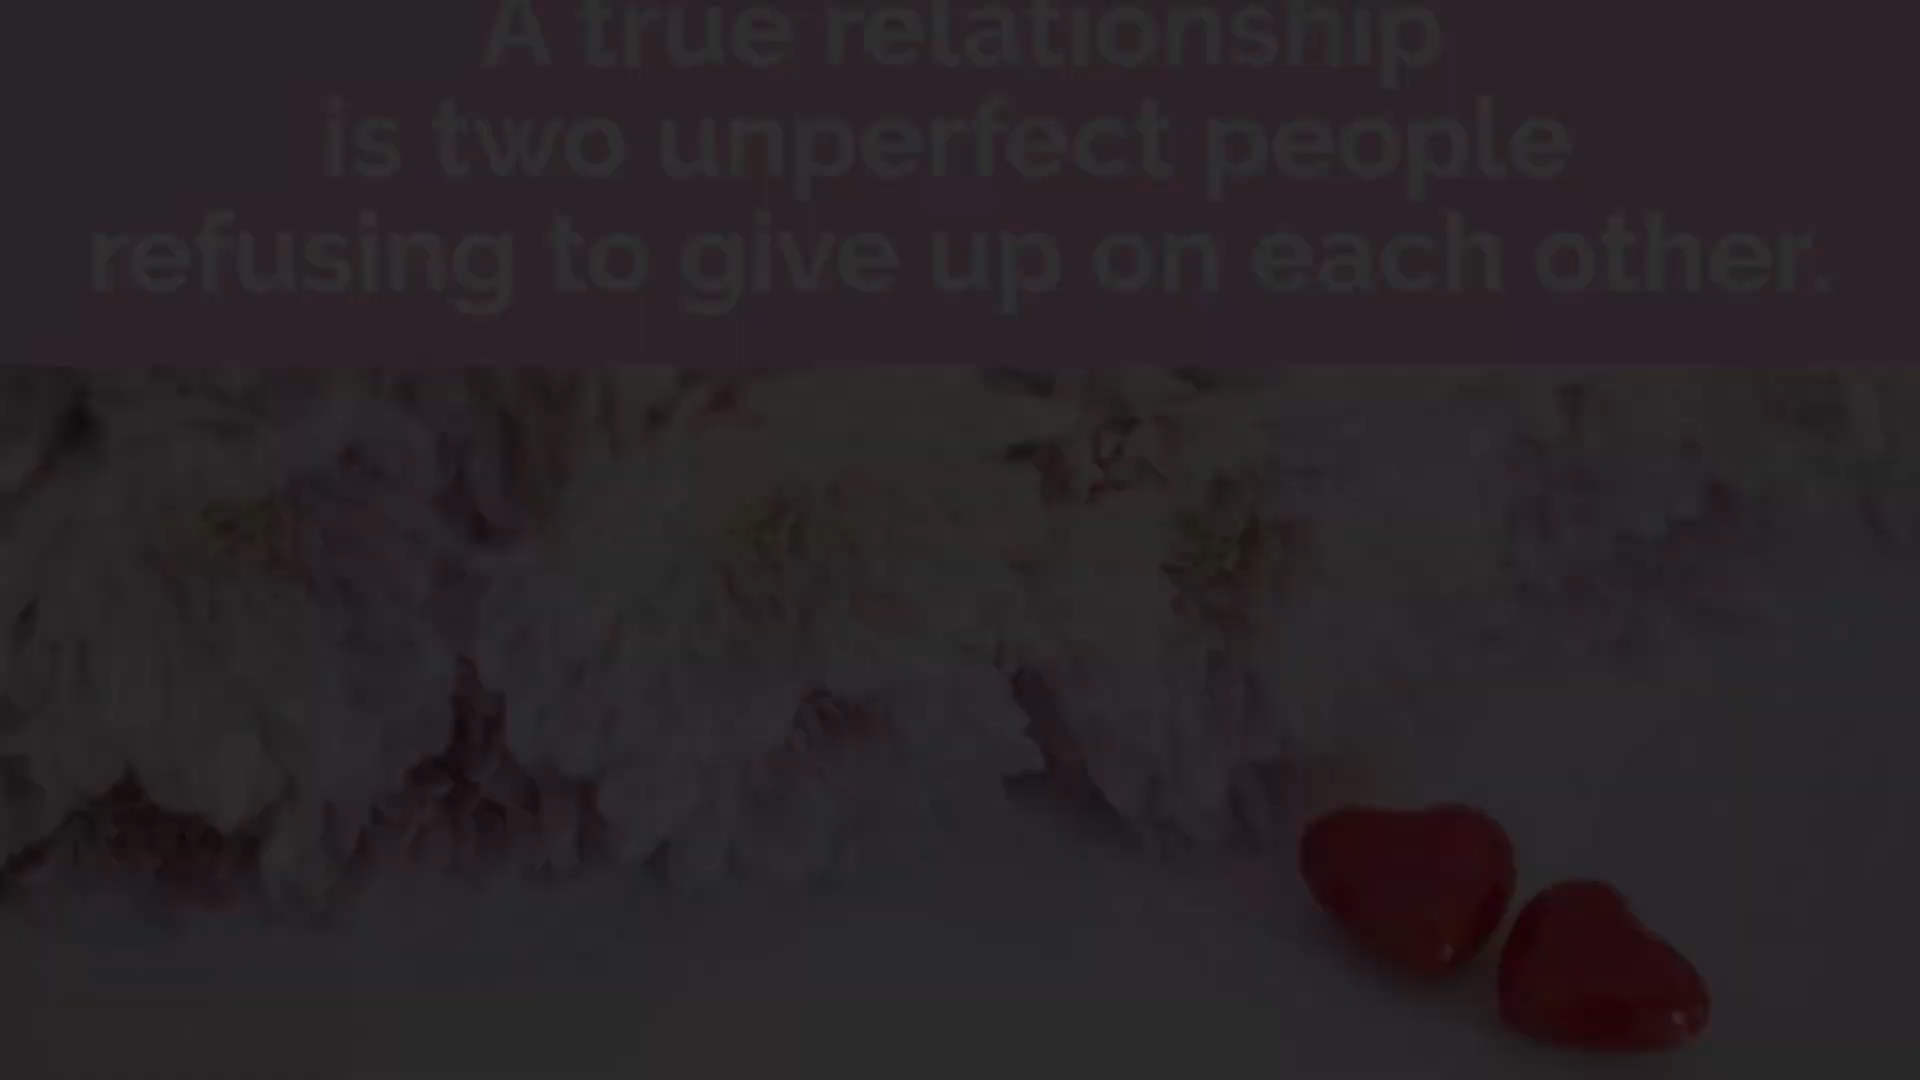 A true relationship
is two unperfect people
refusing to give up on each other.